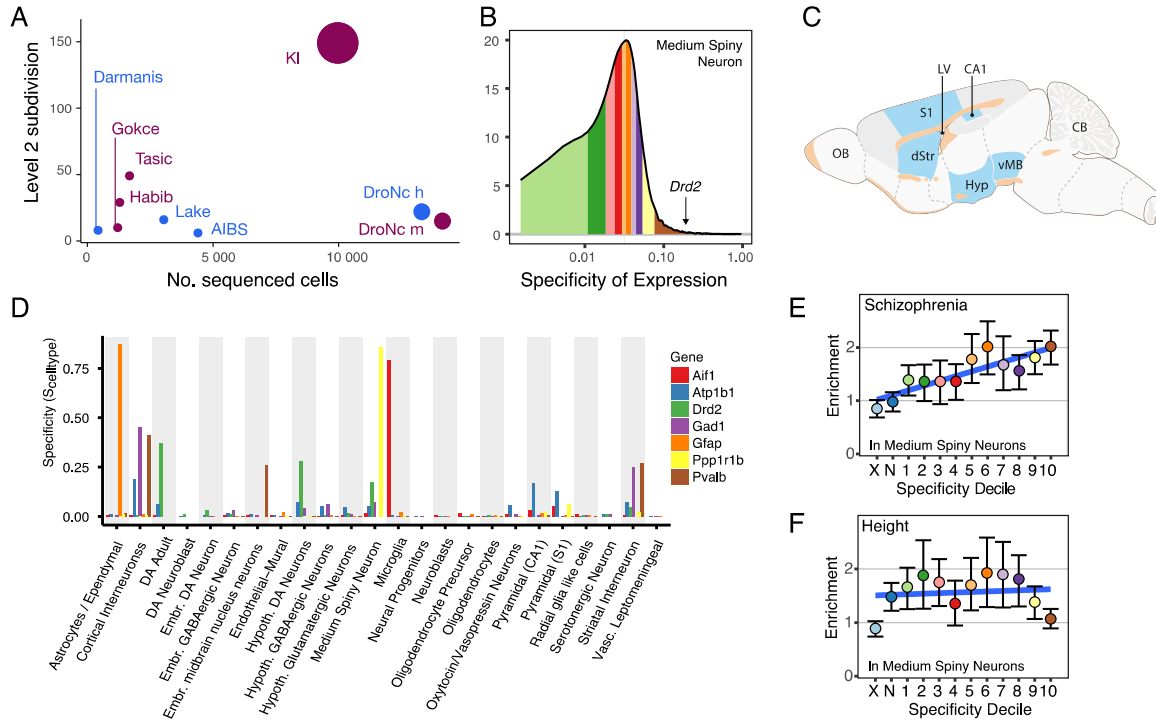 A
Level 2 subdivision
150
100
50
0
KI
Darmanis
Gokce
Tasic
Habib
Lake
AIBS
DroNc h
DroNc m
0
5 000
10 000
No. sequenced cells
B
20
15
10
5
0
Medium Spiny
Neuron
Drd2
0.01
0.10
1.00
Specificity of Expression
C
LV
CA1
S1
CB
OB
dStr
vMB
Hyp
D
Specificity (Scelltype)
0.75
0.50
0.25
0.00
Gene
Aif1
Atp1b1
Drd2
Gad1
Gfap
Ppp1r1b
Pvalb
Astrocytes / Ependymal
Cortical Interneuronss
DA Adult
DA Neuroblast
Embr. DA Neuron
Embr. GABAergic Neuron
Embr. midbrain nucleus neurons
Endothelial–Mural
Hypoth. DA Neurons
Hypoth. GABAergic Neurons
Hypoth. Glutamatergic Neurons
Medium Spiny Neuron
Microglia
Neural Progenitors
Neuroblasts
Oligodendrocyte Precursor
Oligodendrocytes
Oxytocin/Vasopressin Neurons
Pyramidal (CA1)
Pyramidal (S1)
Radial glia like cells
Serotonergic Neuron
Striatal Interneuron
Vasc. Leptomeningeal
E
Schizophrenia
Enrichment
2
1
0
In Medium Spiny Neurons
X N 1 2 3 4 5 6 7 8 9 10
Specificity Decile
F
Height
Enrichment
2
1
0
In Medium Spiny Neurons
X N 1 2 3 4 5 6 7 8 9 10
Specificity Decile